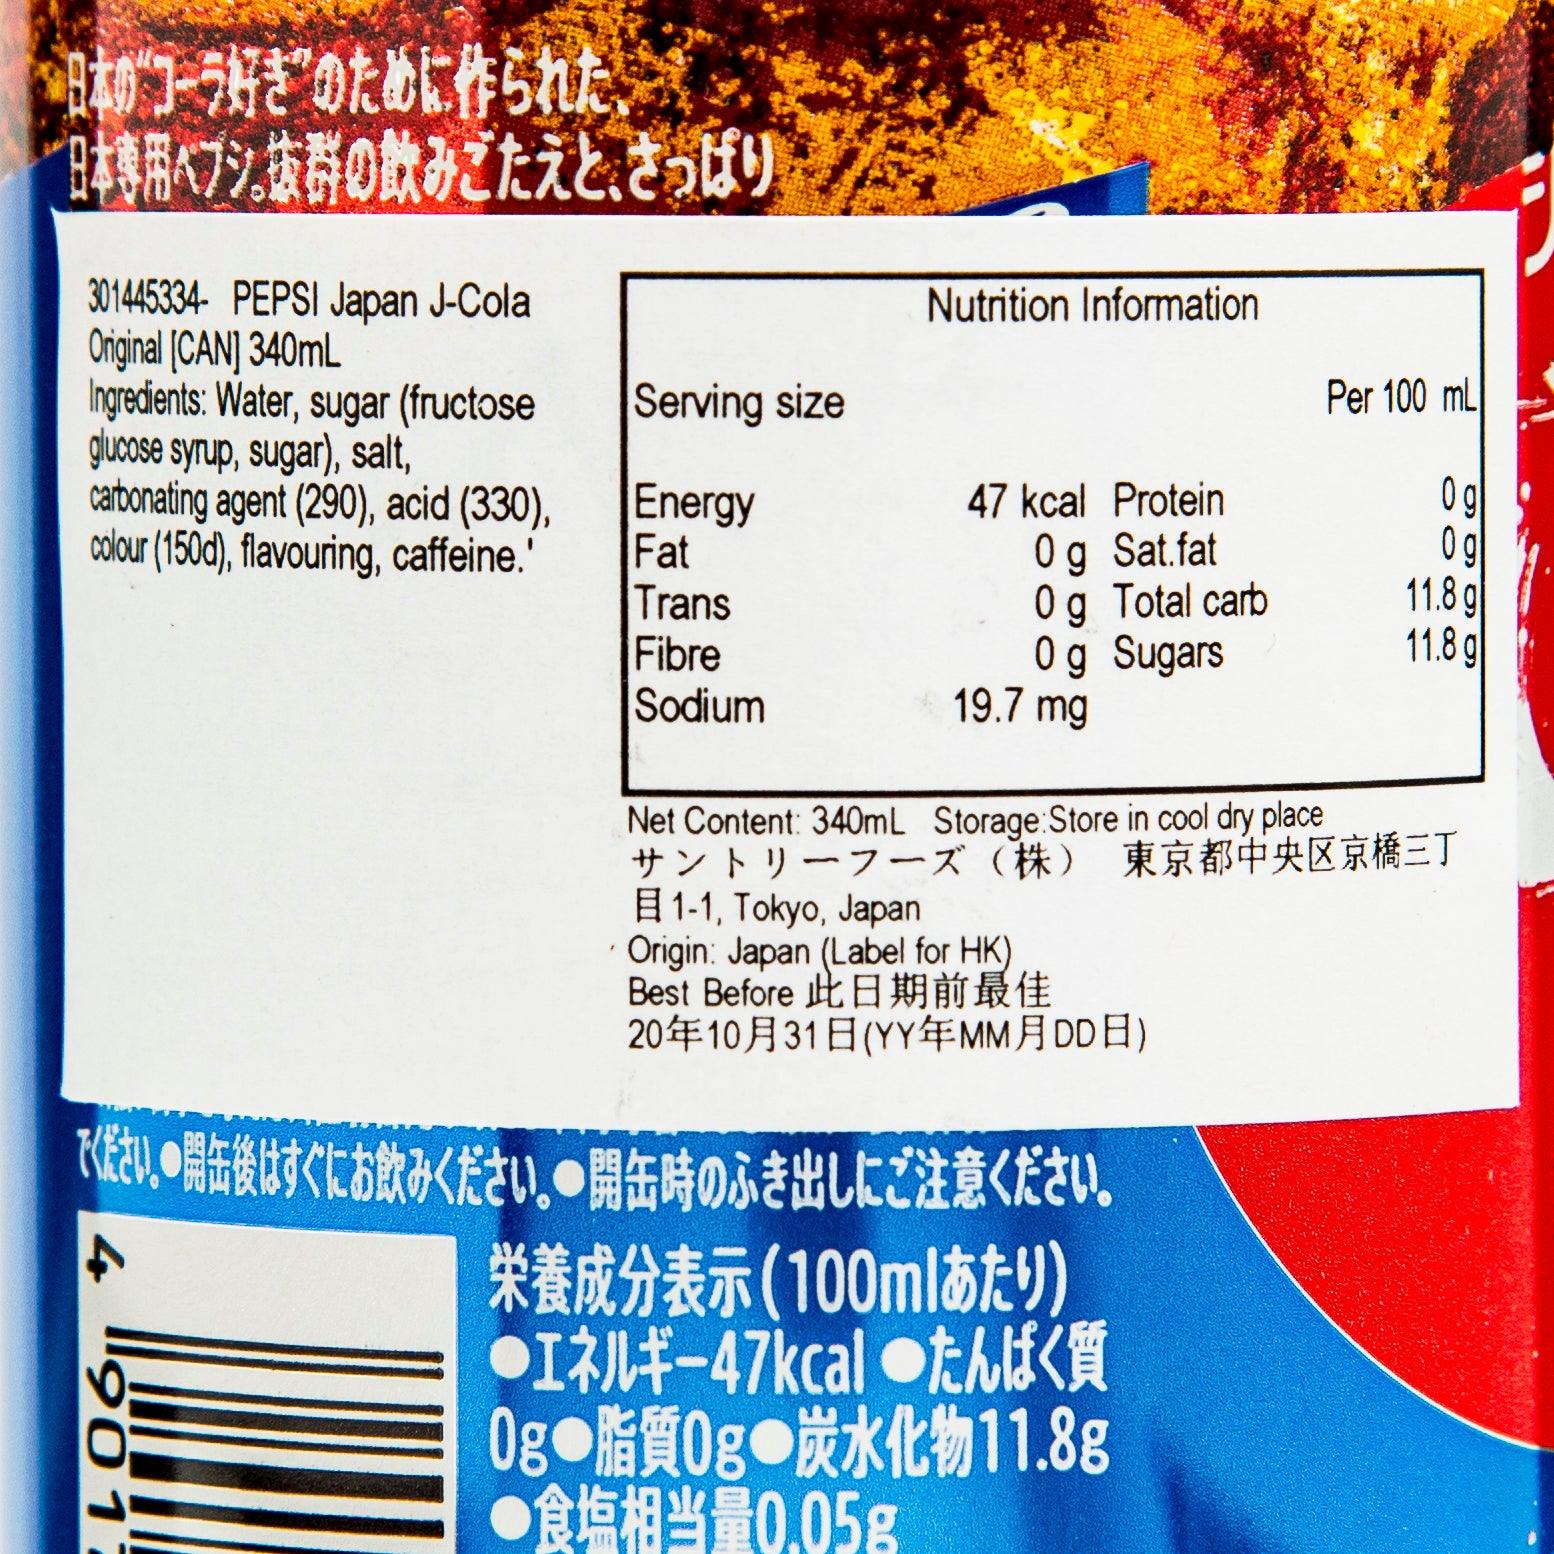 日本の"コーラ好き"のために作られた、
日本専用ペプシ。抜群の飲みごたえと、さっぱり
301445334- PEPSI Japan J-Cola
Original [CAN] 340mL
Ingredients: Water, sugar (fructose
glucose syrup, sugar), salt,
carbonating agent (290), acid (330),
colour (150d), flavouring, caffeine.'
Nutrition Information
Serving size Per 100 mL
Energy 47 kcal Protein 0 g
Fat 0 g Sat.fat 0 g
Trans 0 g Total carb 11.8 g
Fibre 0 g Sugars 11.8 g
Sodium 19.7 mg
Net Content: 340mL Storage:Store in cool dry place
サントリーフーズ（株） 東京都中央区京橋三丁
目1-1, Tokyo, Japan
Origin: Japan (Label for HK)
Best Before 此日期前最佳
20年10月31日(YY年MM月DD日)
でください。●開缶後はすぐにお飲みください。●開缶時のふき出しにご注意ください。
栄養成分表示(100mlあたり)
●エネルギー47kcal ●たんぱく質
0g●脂質0g●炭水化物11.8g
●食塩相当量0.05g
4 901